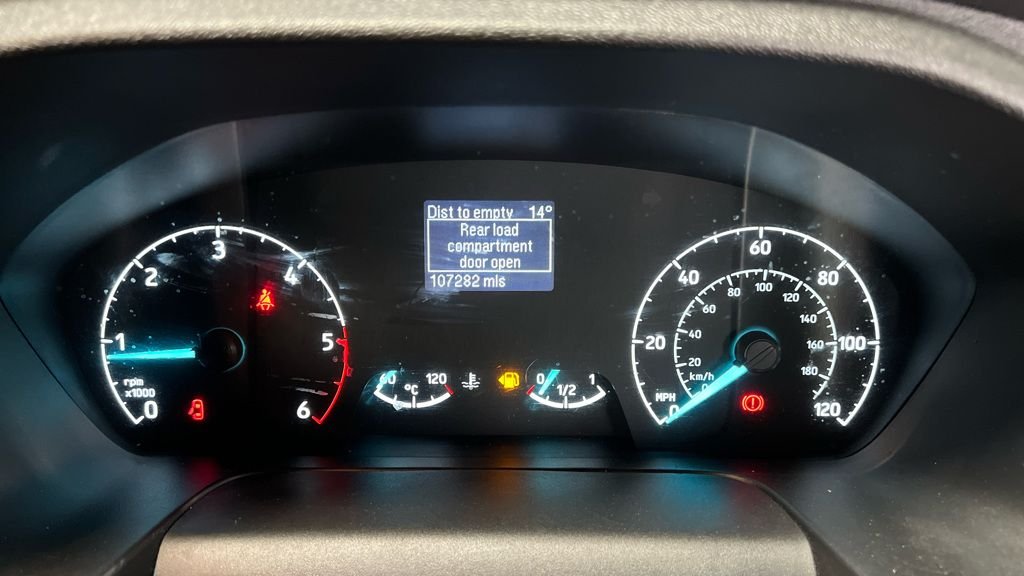 Dist to empty 14°
Rear load
compartment
door open
107282 mls
0
1
2
3
4
5
6
rpm
x1000
60 120
°C
0 1/2 1
0
20
40
60
80
100
120
MPH
0
20
40
60
80
100
120
140
160
180
km/h